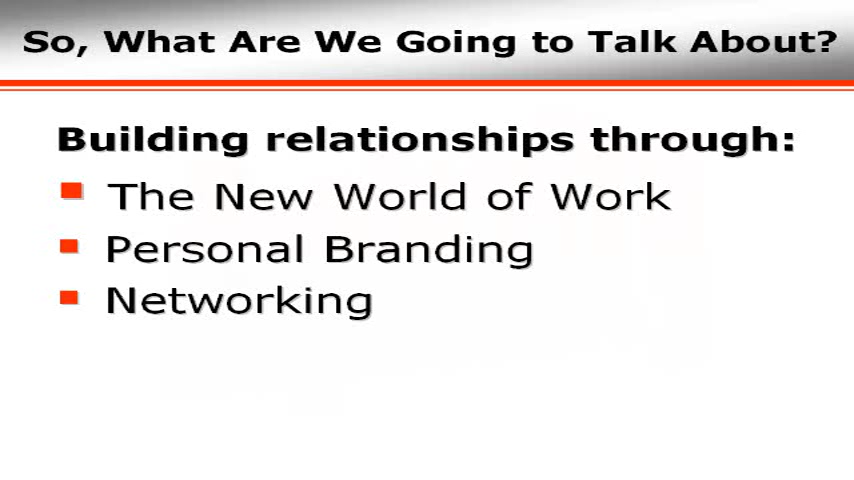 So, What Are We Going to Talk About?
Building relationships through:
The New World of Work
Personal Branding
Networking